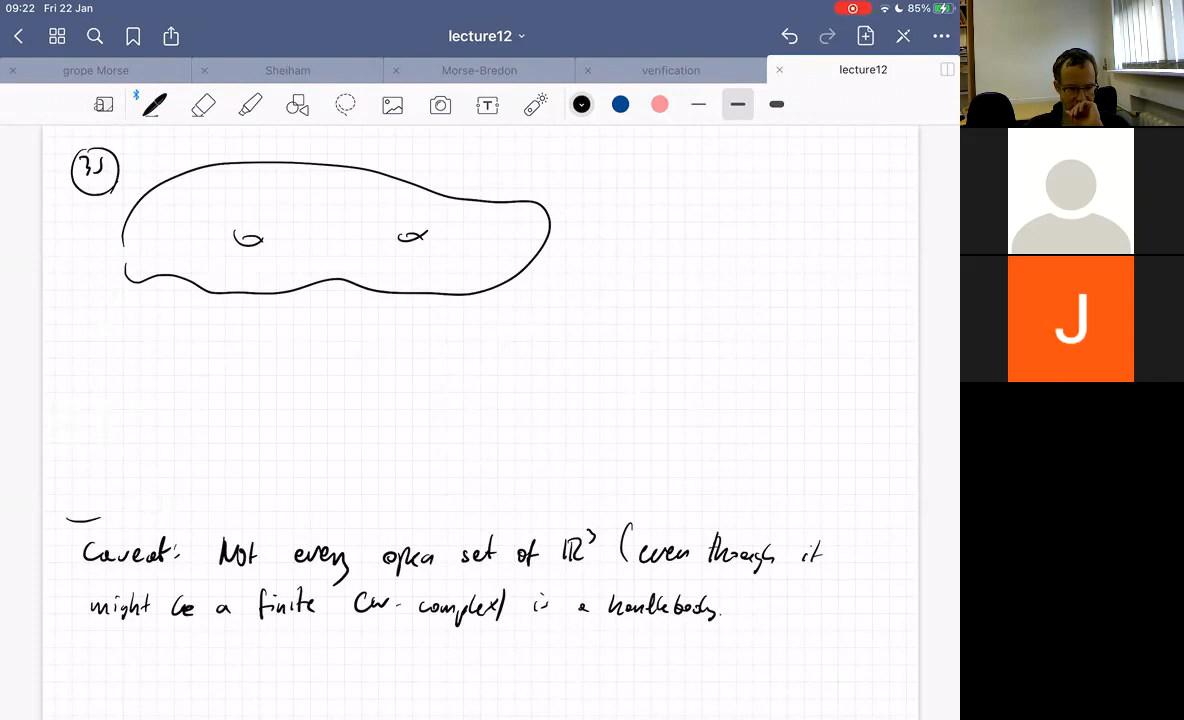 09:22 Fri 22 Jan
85%
lecture12
grope Morse
Sheiham
Morse-Bredon
verification
lecture12
T
J
Caveat: Not every open set of ℝ³ (even though it
might be a finite CW-complex) is a handlebody.